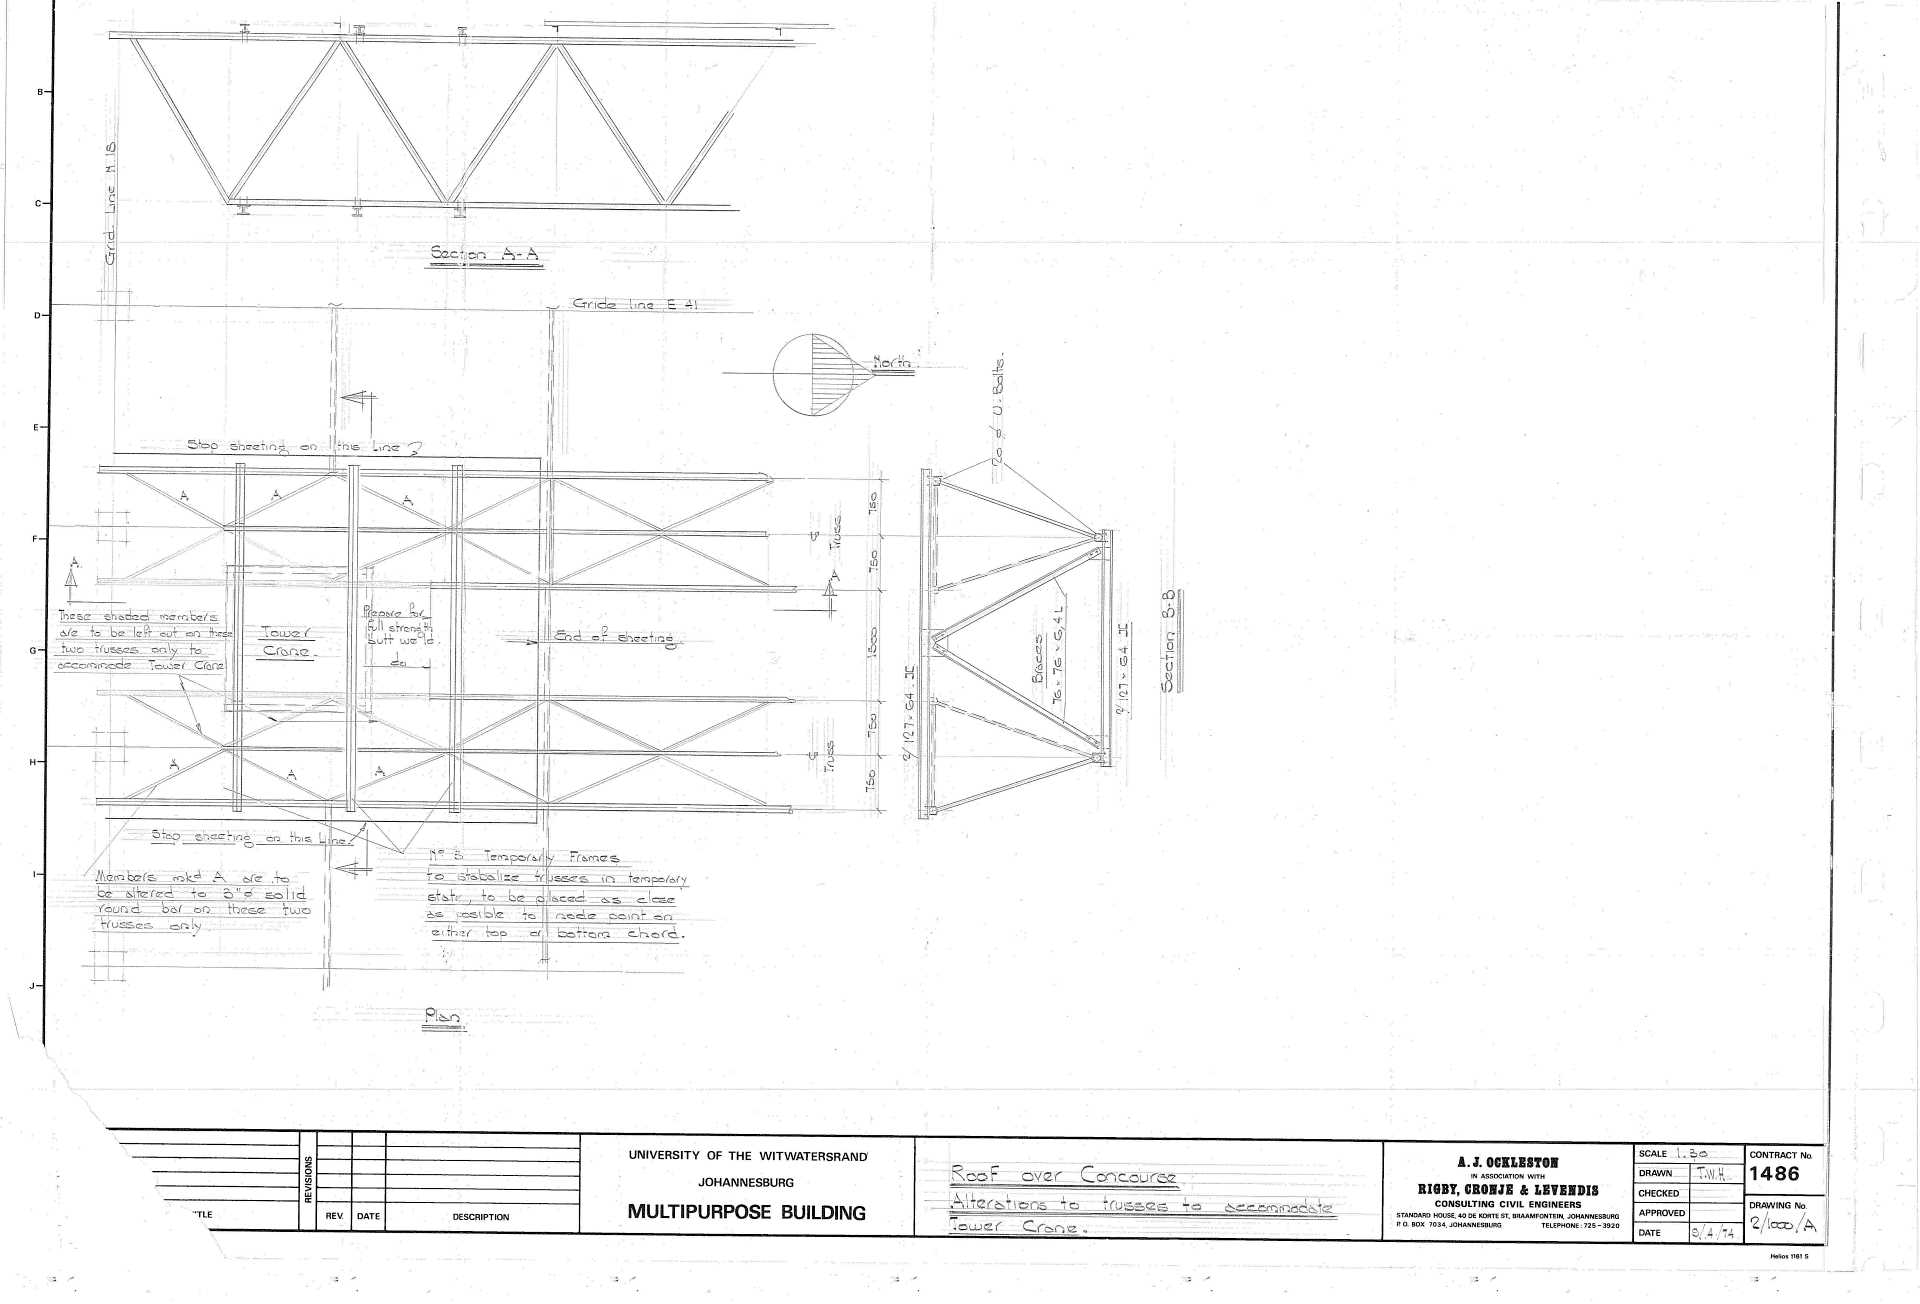 B
C
D
E
F
G
H
I
J
Grid Line N.18.
Section A-A
Gride line E 41
North
Stop sheeting on this Line
A
A
A
A
A
These shaded members
are to be left out on these
two trusses only to
accommode Tower Crane
Tower
Crane.
Prepare for
full strength
butt weld.
do
End of sheeting
A
A
A
Stop sheeting on this Line.
Members mkd A are to
be altered to 3"ø solid
round bar on these two
trusses only
Nº 3 Temporary Frames
to stabalize trusses in temporary
state, to be placed as close
as posible to node point on
either top or bottom chord.
Plan
Truss
Truss
750
750
1500
750
750
20 ø U. Bolts.
2/127 x 64 ][
Braces
76 x 76 x 6,4 L
2/127 x 64 ][
Section B-B
TLE
REVISIONS
REV. DATE DESCRIPTION
UNIVERSITY OF THE WITWATERSRAND
JOHANNESBURG
MULTIPURPOSE BUILDING
Roof over Concourse
Alterations to trusses to accommodate
Tower Crane.
A. J. OCKLESTON
IN ASSOCIATION WITH
RIGBY, CRONJE & LEVENDIS
CONSULTING CIVIL ENGINEERS
STANDARD HOUSE, 40 DE KORTE ST, BRAAMFONTEIN, JOHANNESBURG
P. O. BOX 7034, JOHANNESBURG TELEPHONE: 725-3920
SCALE 1.30
DRAWN T.W.H.
CHECKED
APPROVED
DATE 9/4/74
CONTRACT No.
1486
DRAWING No.
2/1000/A
Helios 1161 S